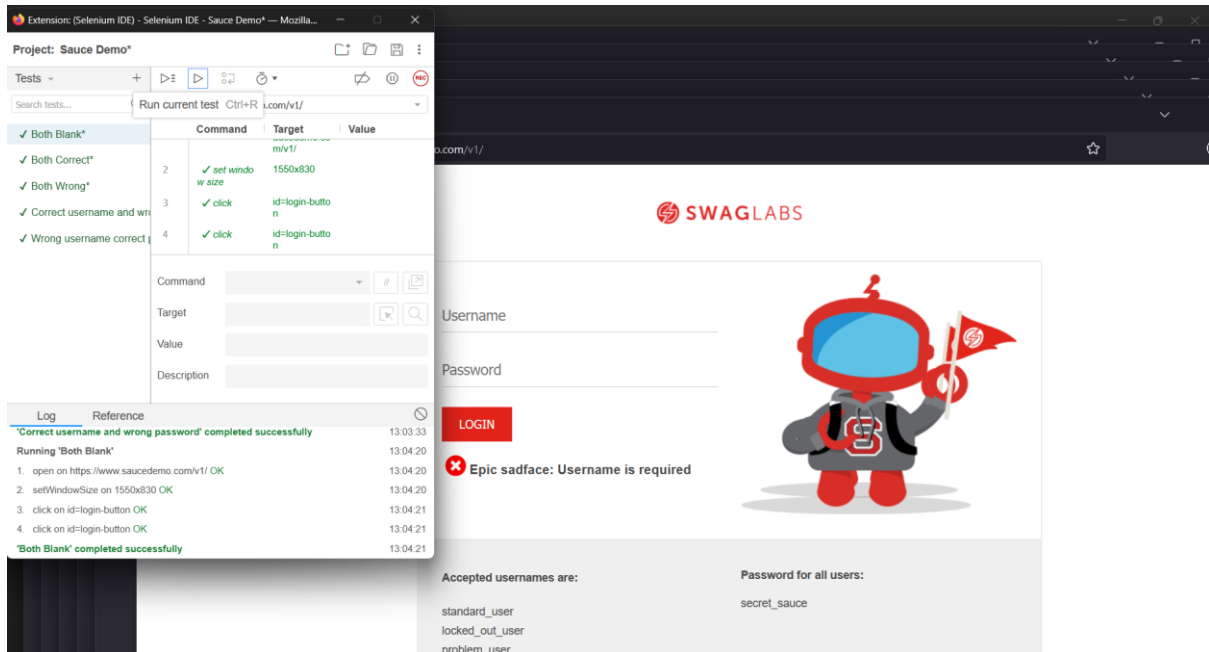 Extension: (Selenium IDE) - Selenium IDE - Sauce Demo* — Mozilla...
Project: Sauce Demo*
Tests
REC
Search tests...
Run current test Ctrl+R
.com/v1/
Command Target Value
✓ Both Blank*
✓ Both Correct*
✓ Both Wrong*
✓ Correct username and wro
✓ Wrong username correct p
m/v1/
2 ✓ set windo
w size
1550x830
3 ✓ click id=login-butto
n
4 ✓ click id=login-butto
n
Command
//
Target
Value
Description
Log Reference
'Correct username and wrong password' completed successfully 13:03:33
Running 'Both Blank' 13:04:20
1. open on https://www.saucedemo.com/v1/ OK 13:04:20
2. setWindowSize on 1550x830 OK 13:04:20
3. click on id=login-button OK 13:04:21
4. click on id=login-button OK 13:04:21
'Both Blank' completed successfully 13:04:21
o.com/v1/
SWAGLABS
Username
Password
LOGIN
Epic sadface: Username is required
Accepted usernames are:
standard_user
locked_out_user
problem_user
Password for all users:
secret_sauce